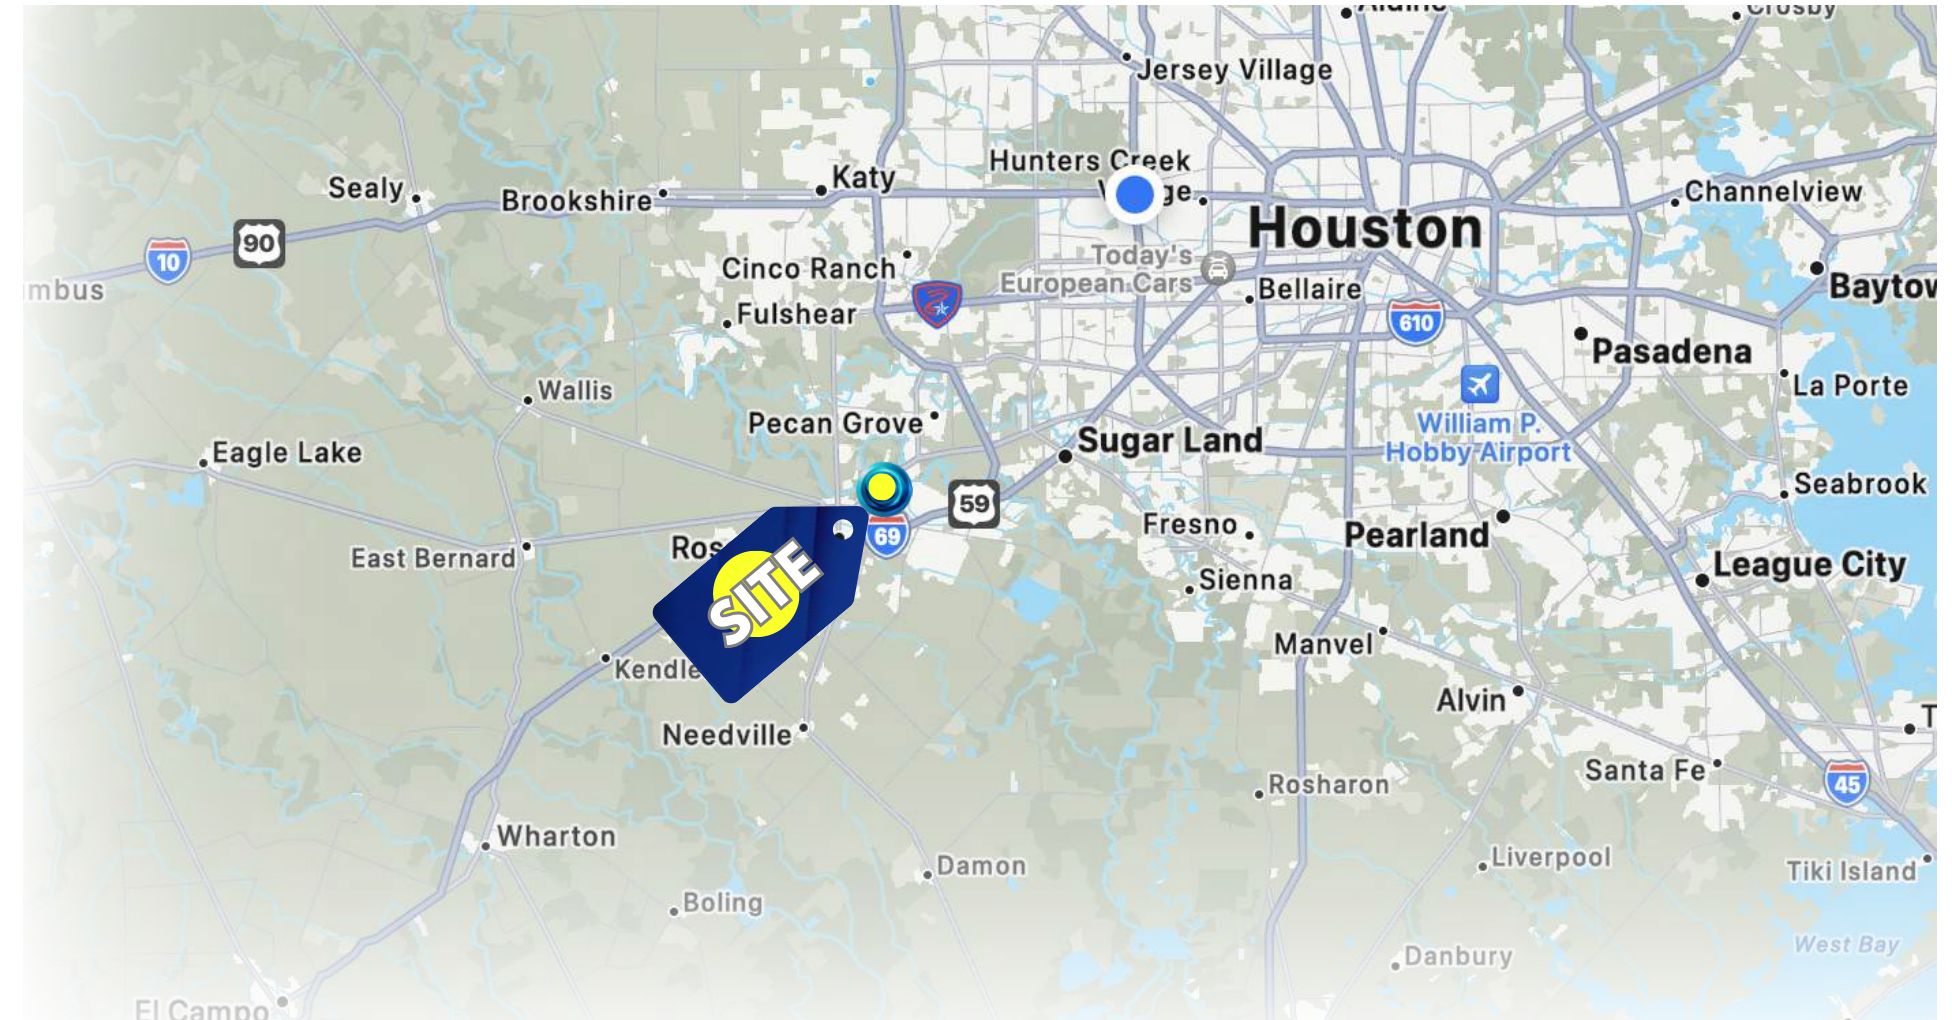 Aldine
Crosby
Jersey Village
Hunters Creek
Katy
Sealy
Brookshire
Channelview
Houston
90
10
Today's
European Cars
Cinco Ranch
mbus
Bellaire
Baytow
Fulshear
610
Pasadena
La Porte
Wallis
William P.
Hobby Airport
Pecan Grove
Sugar Land
Eagle Lake
Seabrook
59
Fresno
Pearland
69
Ros
East Bernard
SITE
Sienna
League City
Manvel
Kendle
Alvin
T
Needville
Santa Fe
45
Rosharon
Wharton
Liverpool
Damon
Tiki Island
Boling
West Bay
Danbury
El Campo